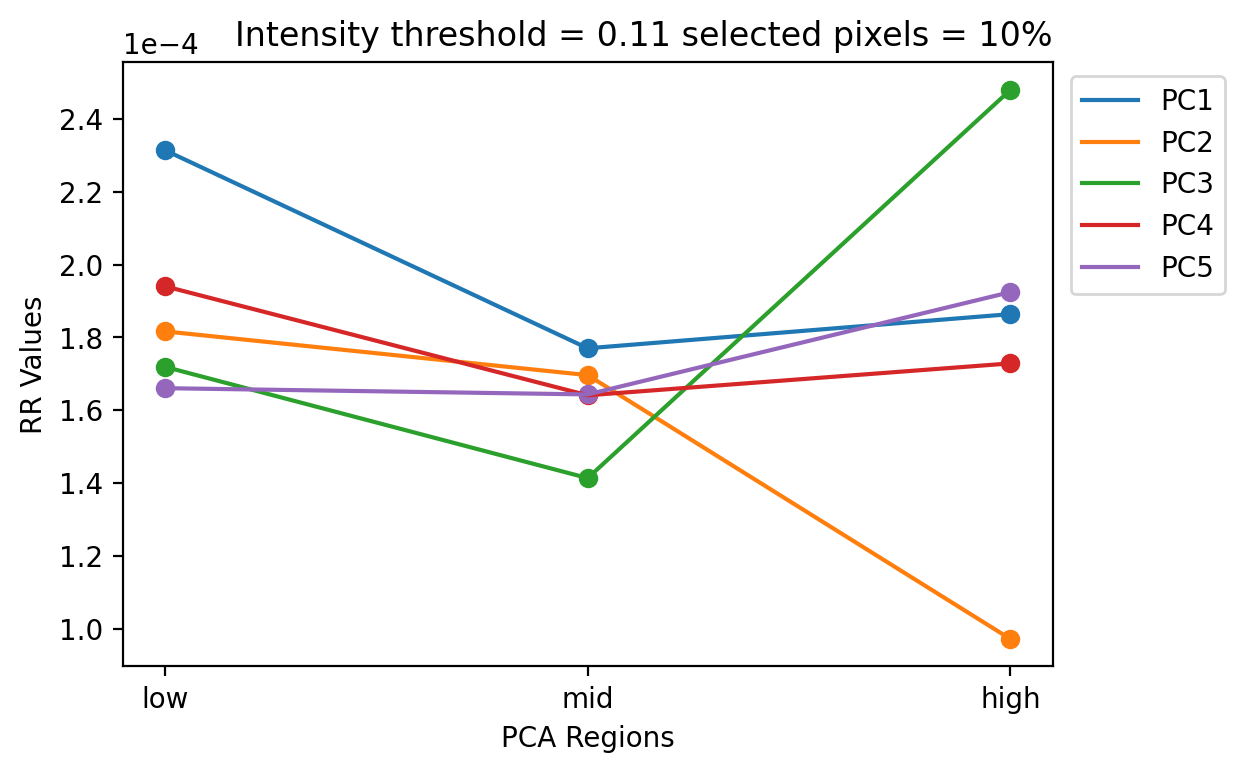 Intensity threshold = 0.11 selected pixels = 10%
1e−4
2.4
2.2
2.0
1.8
1.6
1.4
1.2
1.0
RR Values
low
mid
high
PCA Regions
PC1
PC2
PC3
PC4
PC5